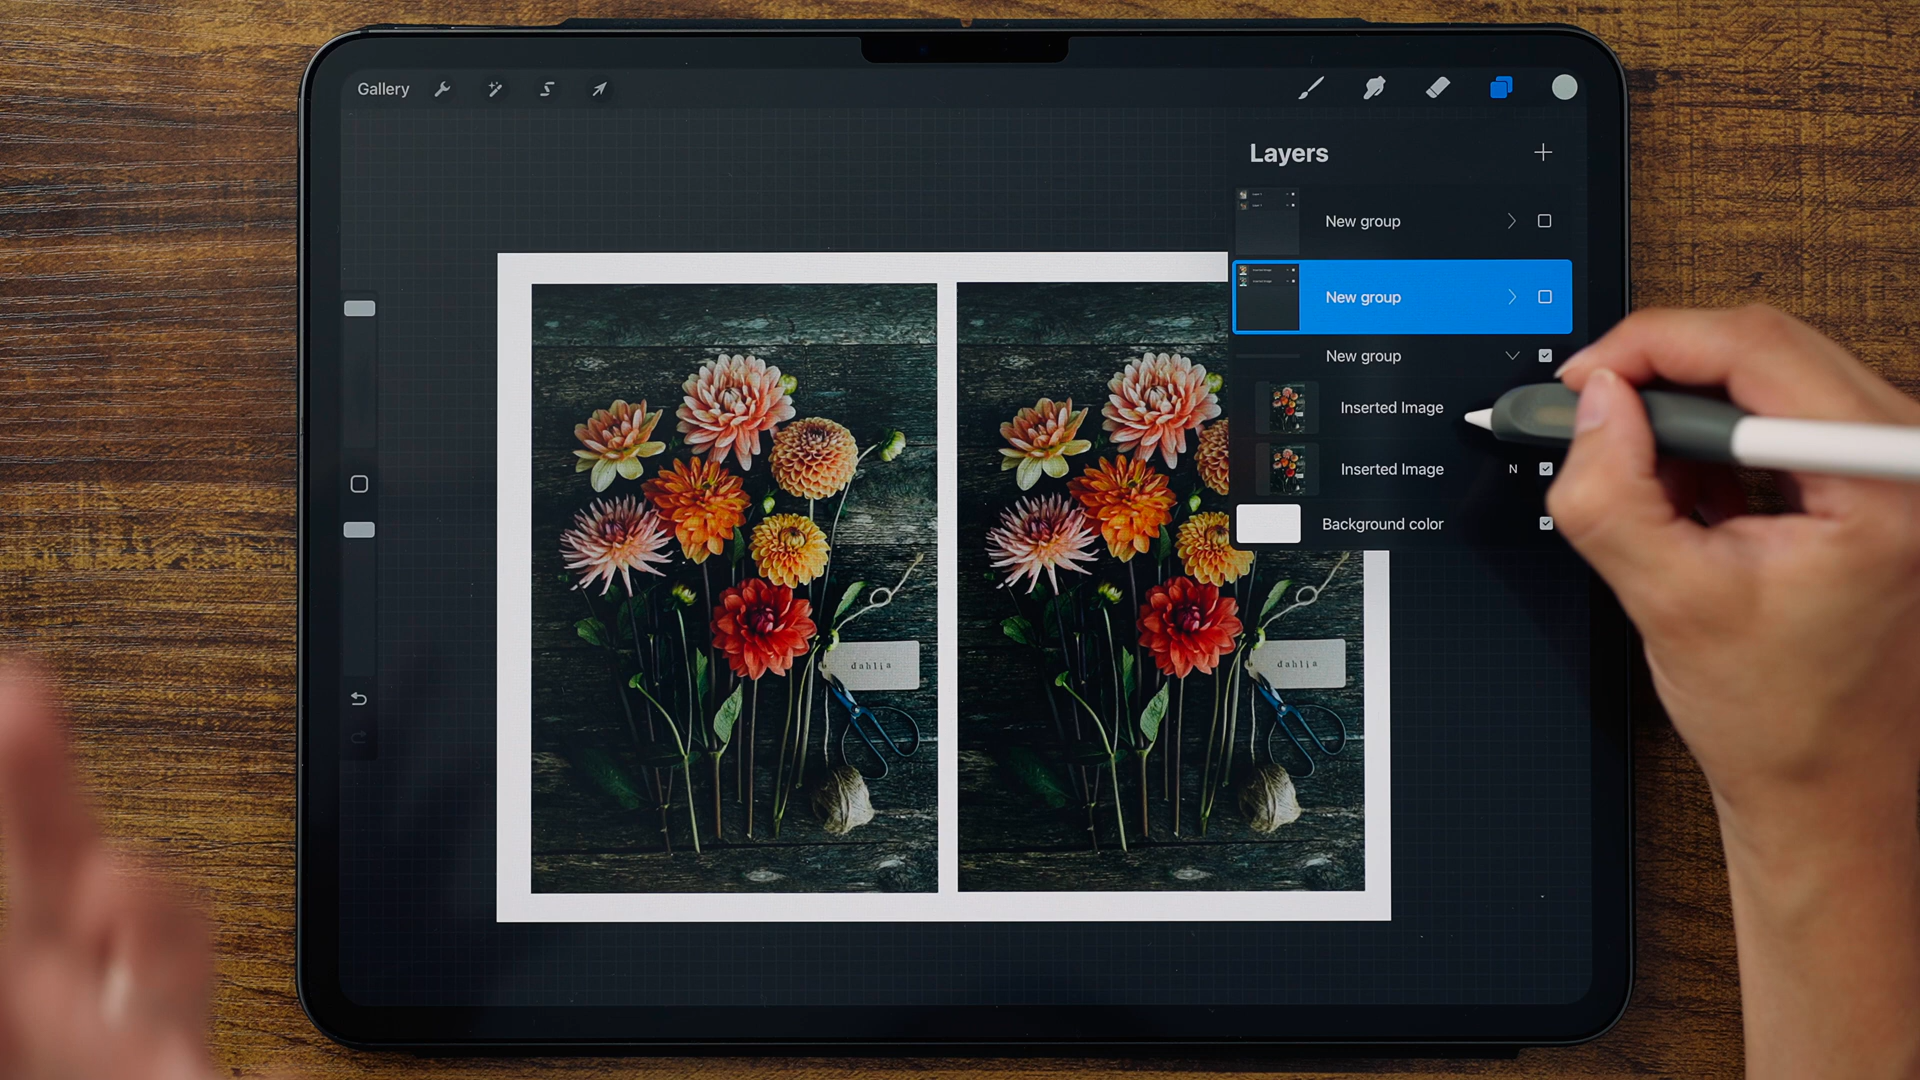 Gallery
Layers
New group
New group
New group
Inserted Image
Inserted Image N
Background color
dahlia
dahlia